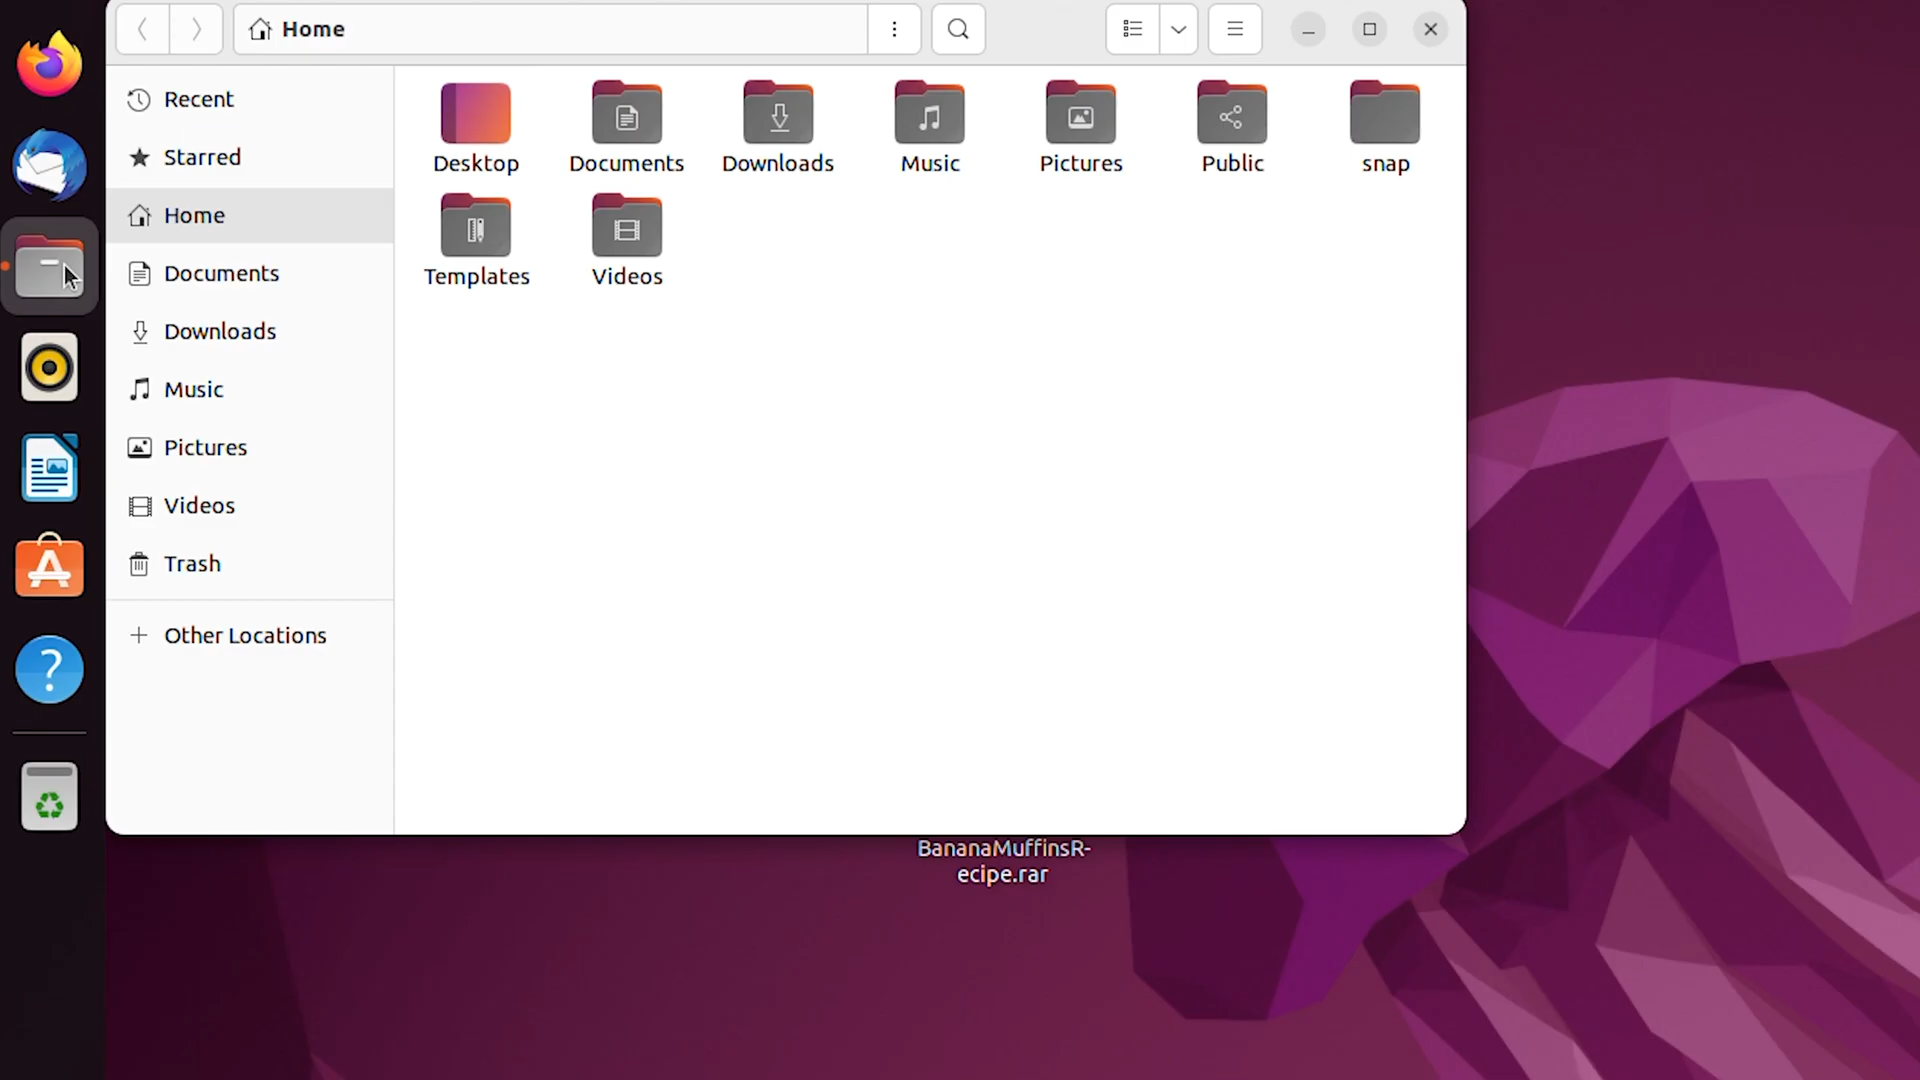 Home
Recent
Starred
Home
Documents
Downloads
Music
Pictures
Videos
Trash
Other Locations
Desktop
Documents
Downloads
Music
Pictures
Public
snap
Templates
Videos
BananaMuffinsR-
ecipe.rar